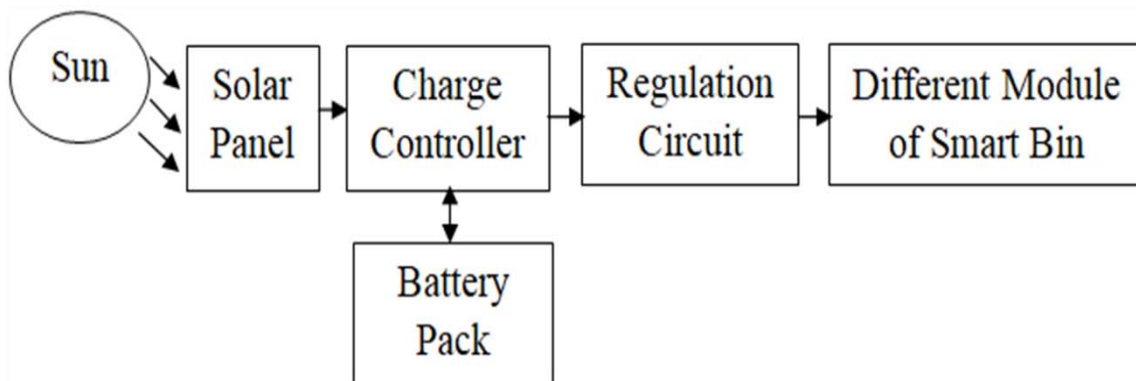 Sun
Solar
Panel
Charge
Controller
Regulation
Circuit
Different Module
of Smart Bin
Battery
Pack